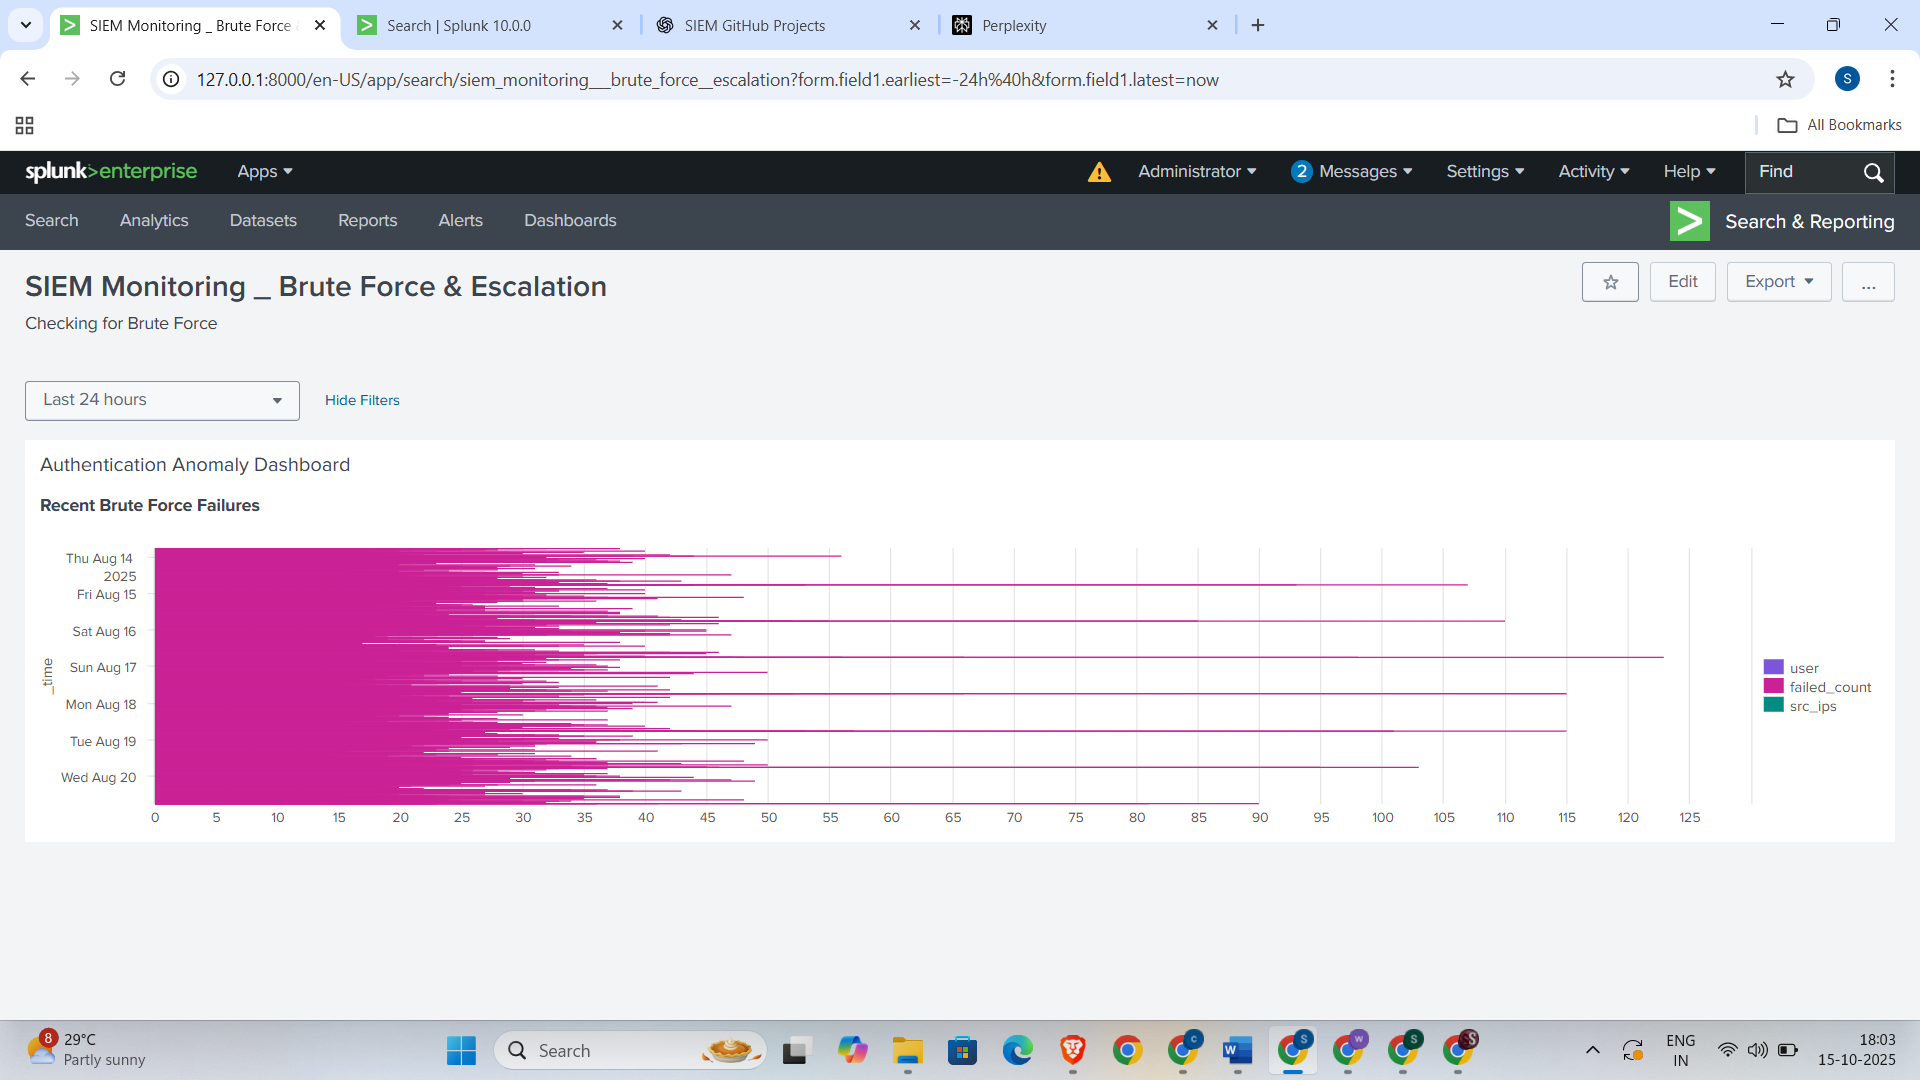 SIEM Monitoring _ Brute Force
Search | Splunk 10.0.0
SIEM GitHub Projects
Perplexity
127.0.0.1:8000/en-US/app/search/siem_monitoring___brute_force__escalation?form.field1.earliest=-24h%40h&form.field1.latest=now
S
All Bookmarks
splunk>enterprise
Apps
Administrator
2 Messages
Settings
Activity
Help
Find
Search
Analytics
Datasets
Reports
Alerts
Dashboards
Search & Reporting
SIEM Monitoring _ Brute Force & Escalation
Edit
Export
...
Checking for Brute Force
Last 24 hours
Hide Filters
Authentication Anomaly Dashboard
Recent Brute Force Failures
Thu Aug 14
2025
Fri Aug 15
Sat Aug 16
Sun Aug 17
Mon Aug 18
Tue Aug 19
Wed Aug 20
_time
0 5 10 15 20 25 30 35 40 45 50 55 60 65 70 75 80 85 90 95 100 105 110 115 120 125
user
failed_count
src_ips
8
29°C
Partly sunny
Search
C
W
S
W
S
S
ENG
IN
18:03
15-10-2025